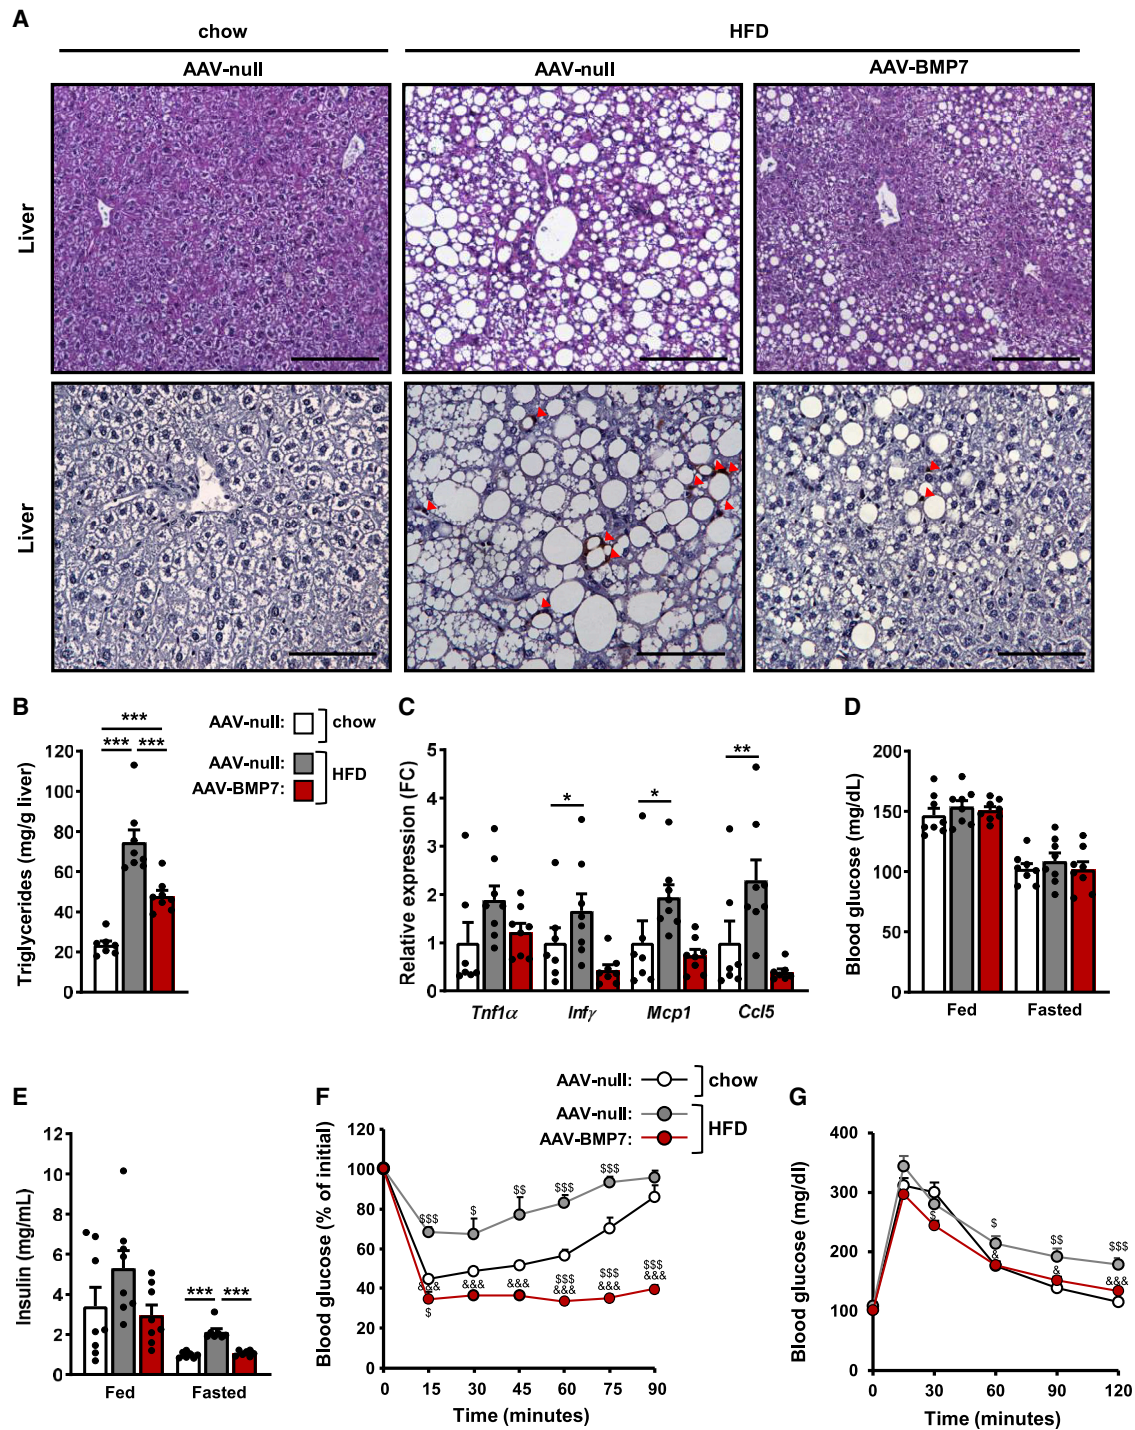 A
chow
HFD
AAV-null
AAV-null
AAV-BMP7
Liver
Liver
B
AAV-null:
chow
AAV-null:
AAV-BMP7:
HFD
***
***
***
Triglycerides (mg/g liver)
120
100
80
60
40
20
0
C
Relative expression (FC)
5
4
3
2
1
0
*
*
**
Tnf1α
Infγ
Mcp1
Ccl5
D
Blood glucose (mg/dL)
200
150
100
50
0
Fed
Fasted
E
Insulin (mg/mL)
12
10
8
6
4
2
0
***
***
Fed
Fasted
F
AAV-null:
chow
AAV-null:
AAV-BMP7:
HFD
Blood glucose (% of initial)
120
100
80
60
40
20
0
$$$
$
$$
$$$
$$$
&&&
&&&
&&&
$$$
&&&
$$$
&&&
$$$
&&&
$
0 15 30 45 60 75 90
Time (minutes)
G
Blood glucose (mg/dl)
400
300
200
100
0
$
$
$$
$$$
&
&
&&&
0 30 60 90 120
Time (minutes)